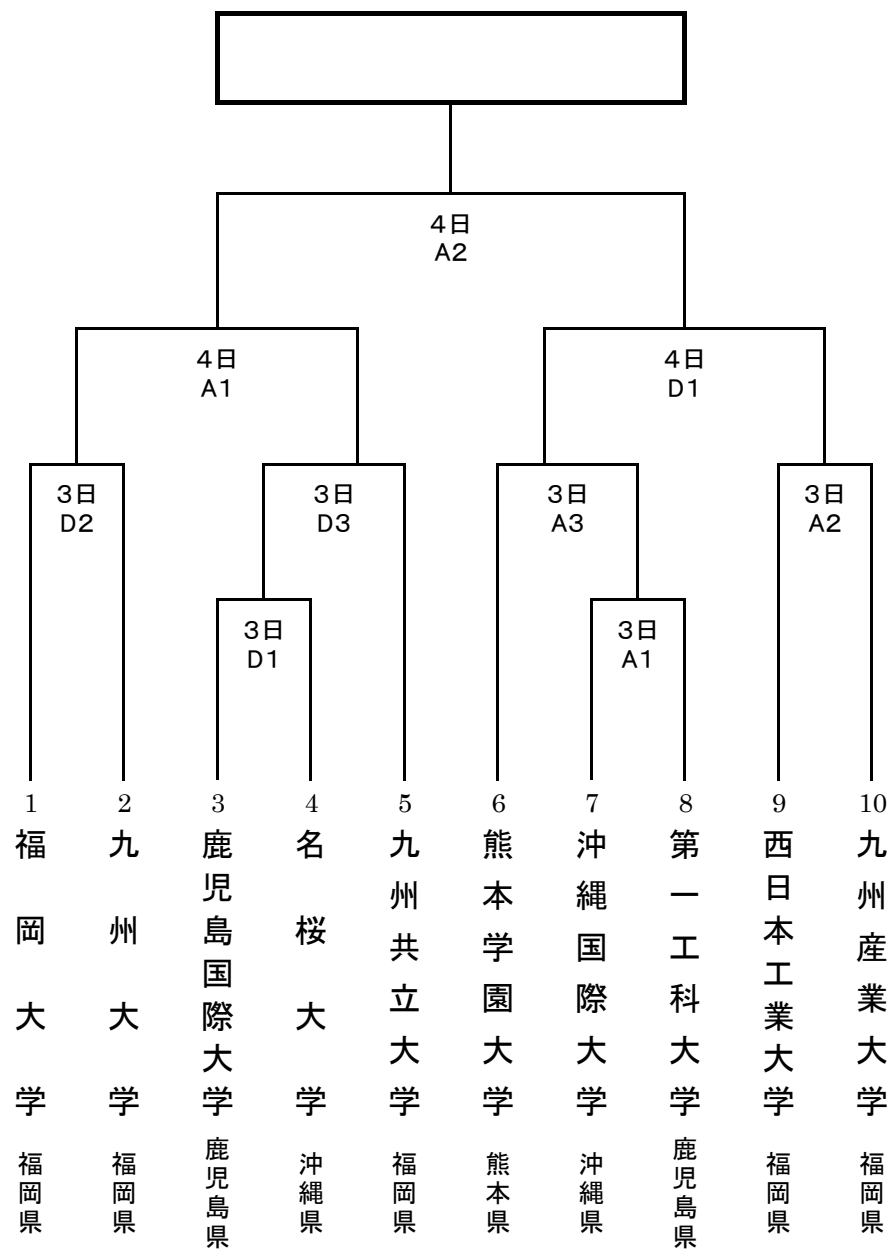 4日
A2
4日
A1
4日
D1
3日
D2
3日
D3
3日
A3
3日
A2
3日
D1
3日
A1
1
福岡大学
福岡県
2
九州大学
福岡県
3
鹿児島国際大学
鹿児島県
4
名桜大学
沖縄県
5
九州共立大学
福岡県
6
熊本学園大学
熊本県
7
沖縄国際大学
沖縄県
8
第一工科大学
鹿児島県
9
西日本工業大学
福岡県
10
九州産業大学
福岡県